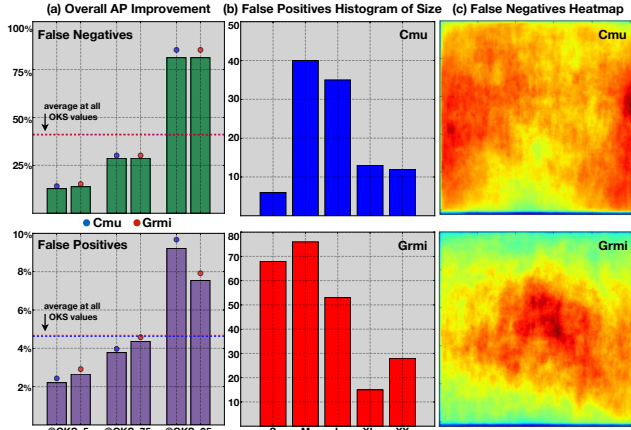 (a) Overall AP Improvement
(b) False Positives Histogram of Size
(c) False Negatives Heatmap
100%
75%
50%
25%
False Negatives
average at all
OKS values
50
40
30
20
10
Cmu
Cmu
Cmu
Grmi
10%
8%
6%
4%
2%
False Positives
average at all
OKS values
80
70
60
50
40
30
20
10
Grmi
Grmi